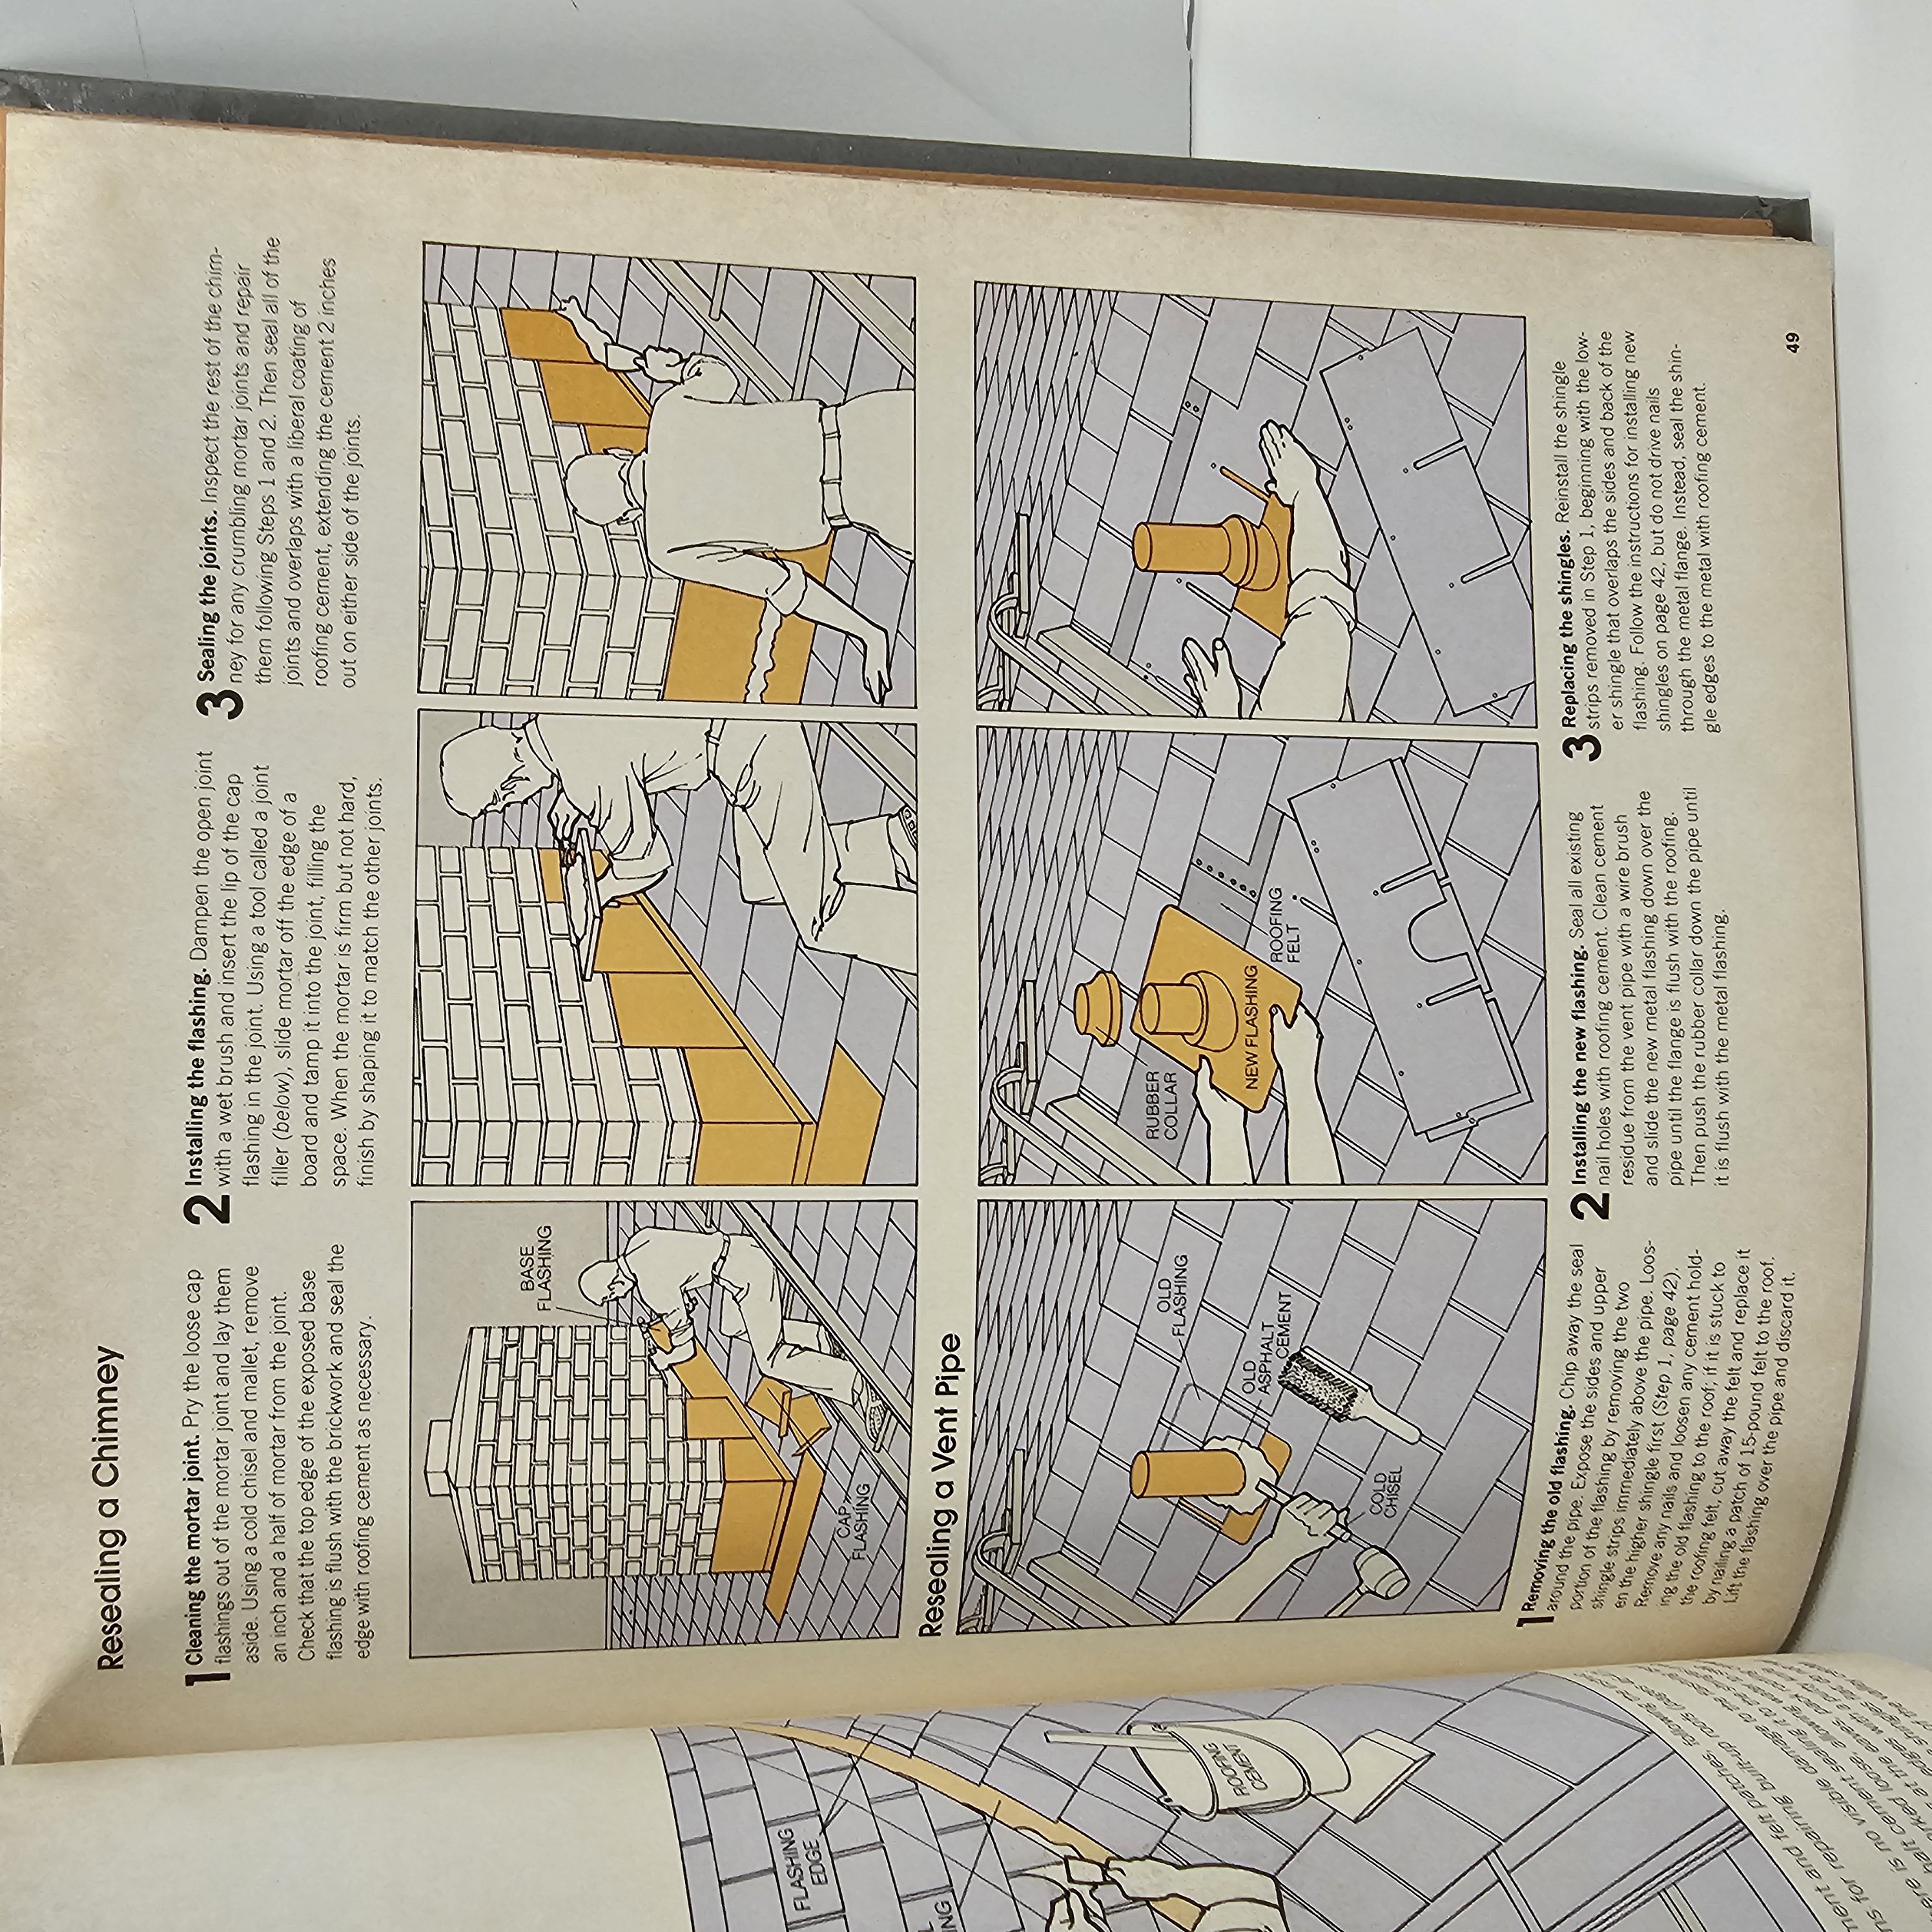 FLASHING
EDGE
ROOFING
CEMENT
ment and felt patches, following the
for repairing built-up roofs
there is no visible damage to the
cement sealing it to the
worked loose, allowing water to
at the eaves, pack roofing
edges with a putty knife
Resealing a Chimney
1 Cleaning the mortar joint. Pry the loose cap
flashings out of the mortar joint and lay them
aside. Using a cold chisel and mallet, remove
an inch and a half of mortar from the joint.
Check that the top edge of the exposed base
flashing is flush with the brickwork and seal the
edge with roofing cement as necessary.
2 Installing the flashing. Dampen the open joint
with a wet brush and insert the lip of the cap
flashing in the joint. Using a tool called a joint
filler (below), slide mortar off the edge of a
board and tamp it into the joint, filling the
space. When the mortar is firm but not hard,
finish by shaping it to match the other joints.
3 Sealing the joints. Inspect the rest of the chim-
ney for any crumbling mortar joints and repair
them following Steps 1 and 2. Then seal all of the
joints and overlaps with a liberal coating of
roofing cement, extending the cement 2 inches
out on either side of the joints.
BASE
FLASHING
CAP
FLASHING
Resealing a Vent Pipe
OLD
FLASHING
OLD
ASPHALT
CEMENT
COLD
CHISEL
RUBBER
COLLAR
NEW FLASHING
ROOFING
FELT
1 Removing the old flashing. Chip away the seal
around the pipe. Expose the sides and upper
portion of the flashing by removing the two
shingle strips immediately above the pipe. Loos-
en the higher shingle first (Step 1, page 42).
Remove any nails and loosen any cement hold-
ing the old flashing to the roof; if it is stuck to
the roofing felt, cut away the felt and replace it
by nailing a patch of 15-pound felt to the roof.
Lift the flashing over the pipe and discard it.
2 Installing the new flashing. Seal all existing
nail holes with roofing cement. Clean cement
residue from the vent pipe with a wire brush
and slide the new metal flashing down over the
pipe until the flange is flush with the roofing.
Then push the rubber collar down the pipe until
it is flush with the metal flashing.
3 Replacing the shingles. Reinstall the shingle
strips removed in Step 1, beginning with the low-
er shingle that overlaps the sides and back of the
flashing. Follow the instructions for installing new
shingles on page 42, but do not drive nails
through the metal flange. Instead, seal the shin-
gle edges to the metal with roofing cement.
49